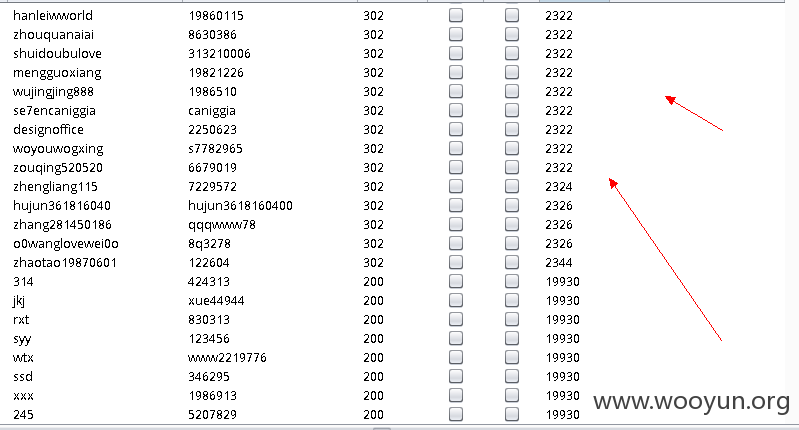 hanleiwworld 19860115 302 2322
zhouquanaiai 8630386 302 2322
shuidoubulove 313210006 302 2322
mengguoxiang 19821226 302 2322
wujingjing888 1986510 302 2322
se7encaniggia caniggia 302 2322
designoffice 2250623 302 2322
woyouwogxing s7782965 302 2322
zouqing520520 6679019 302 2322
zhengliang115 7229572 302 2324
hujun361816040 hujun3618160400 302 2326
zhang281450186 qqqwww78 302 2326
o0wanglovewei0o 8q3278 302 2326
zhaotao19870601 122604 302 2344
314 424313 200 19930
jkj xue44944 200 19930
rxt 830313 200 19930
syy 123456 200 19930
wtx www2219776 200 19930
ssd 346295 200 19930
xxx 1986913 200 19930
245 5207829 200 19930
www.wooyun.org